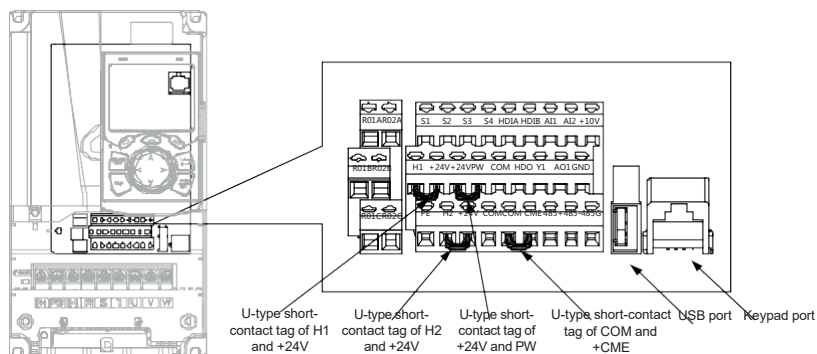 R01A R02A
S1 S2 S3 S4 HDIA HDIB AI1 AI2 +10V
R01B R02B
H1 +24V +24V PW COM HDO Y1 AO1 GND
R01C R02C
PE H2 +24V COM COM CME 485+ 485- 485G
(+) R S T U V W
U-type short-
contact tag of H1
and +24V
U-type short-
contact tag of H2
and +24V
U-type short-
contact tag of
+24V and PW
U-type short-contact
tag of COM and
+CME
USB port
Keypad port